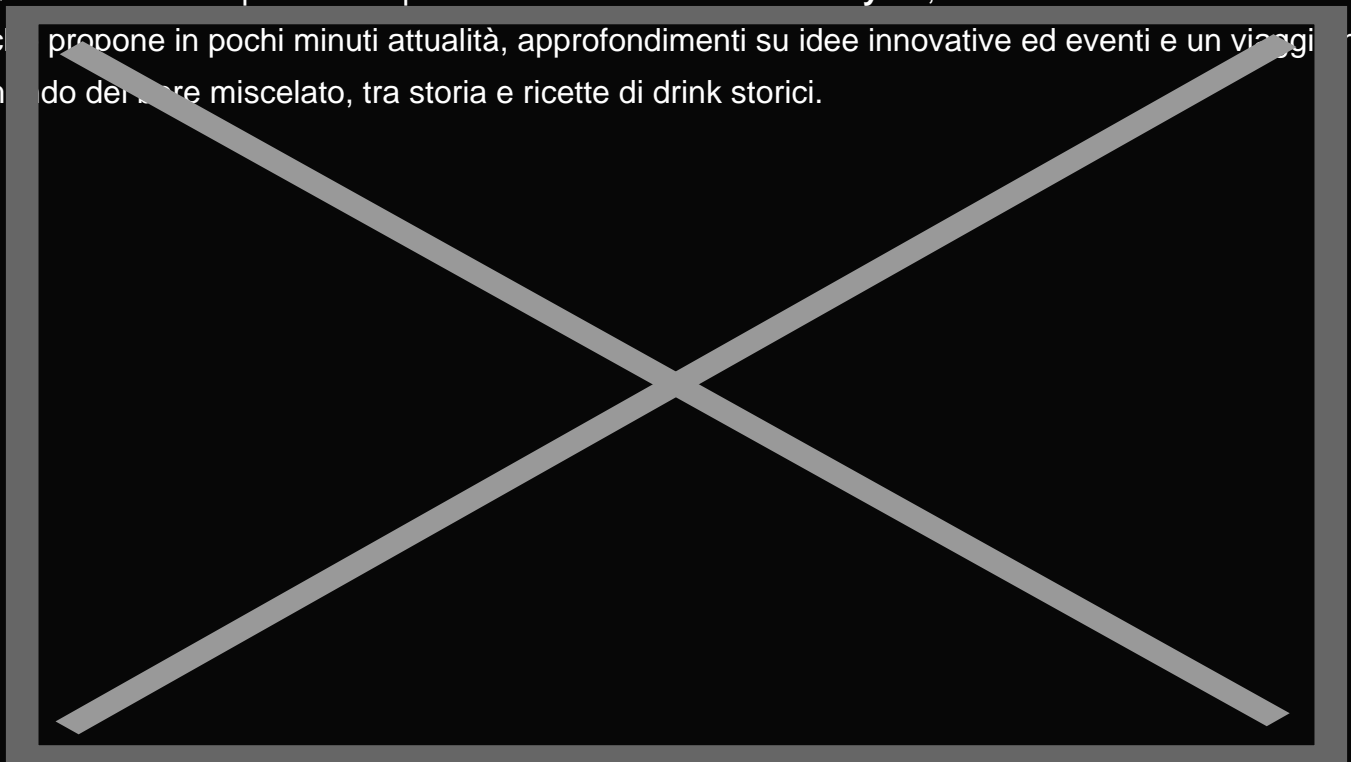 propone in pochi minuti attualità, approfondimenti su idee innovative ed eventi e un
miscelato, tra storia e ricette di drink storici.